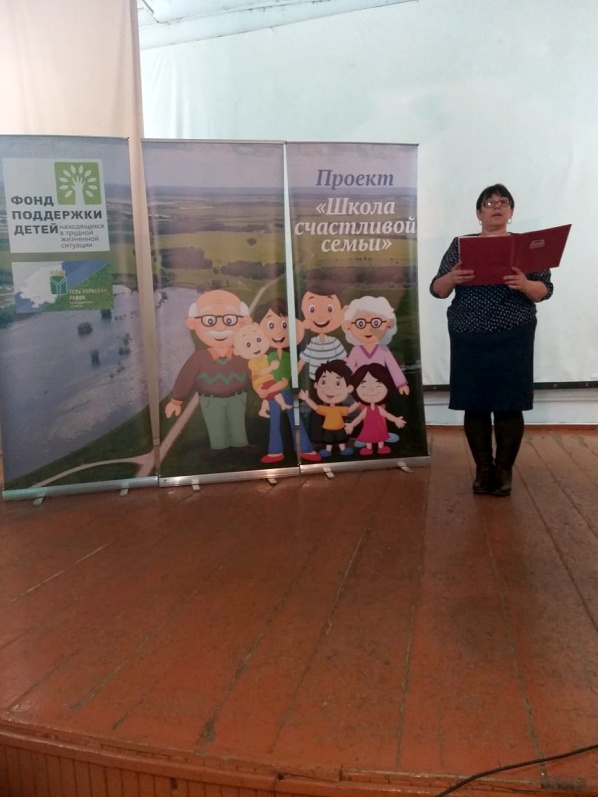 ФОНД
ПОДДЕРЖКИ
ДЕТЕЙ
находящихся
в трудной
жизненной
ситуации
Проект
«Школа
счастливой
семьи»